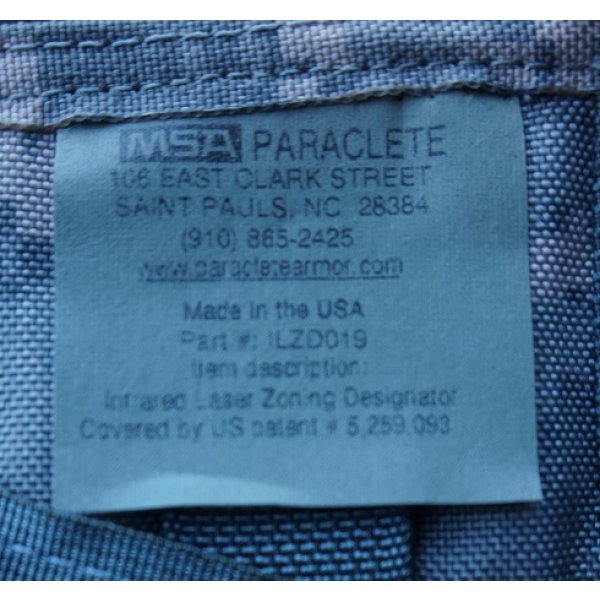 MSA PARACLETE
106 EAST CLARK STREET
SAINT PAULS, NC 28384
(910) 865-2425
www.paracletearmor.com
Made in the USA
Part #: ILZD019
Item description:
Infrared Laser Zoning Designator
Covered by US patent # 5,259,093